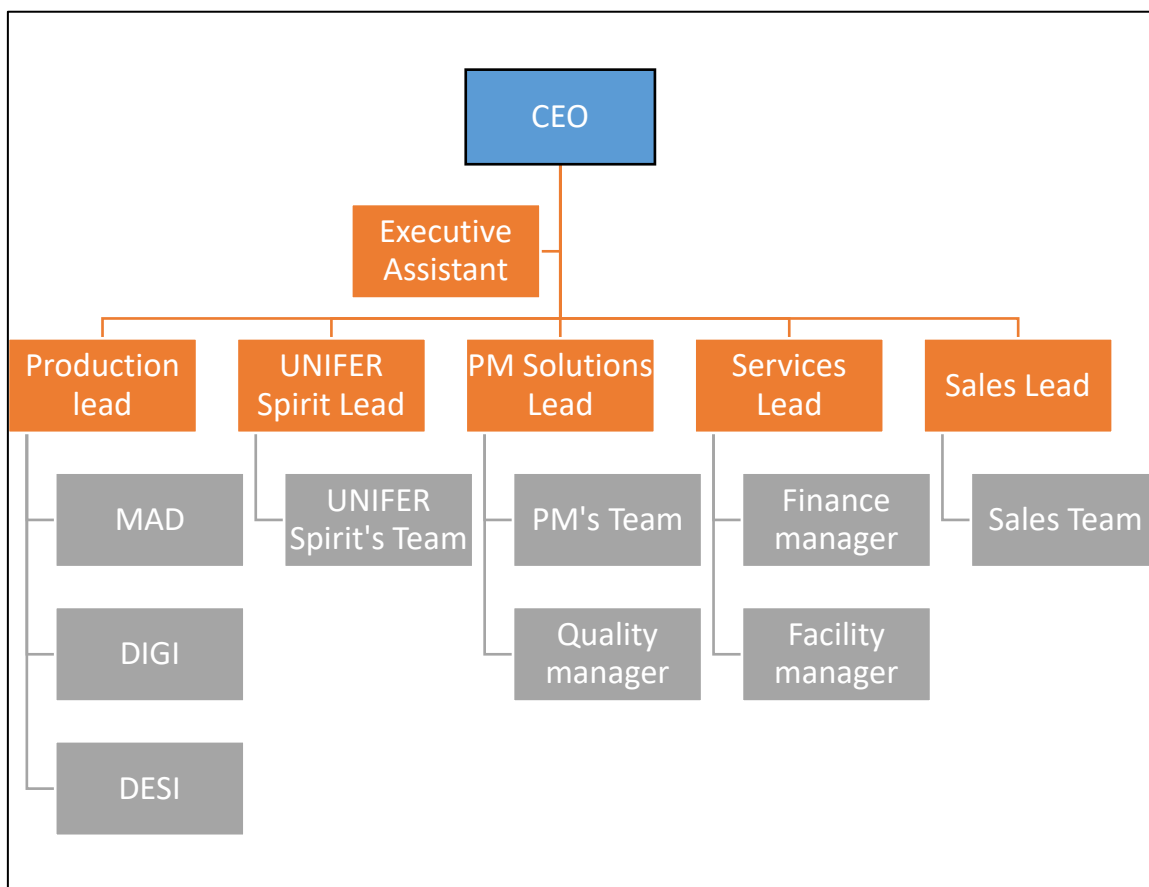 CEO
Executive
Assistant
Production
lead
UNIFER
Spirit Lead
PM Solutions
Lead
Services
Lead
Sales Lead
MAD
UNIFER
Spirit's Team
PM's Team
Finance
manager
Sales Team
DIGI
Quality
manager
Facility
manager
DESI